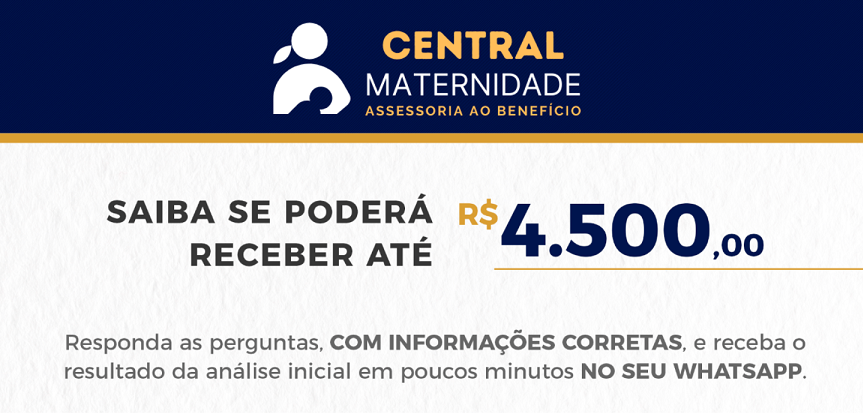 CENTRAL
MATERNIDADE
ASSESSORIA AO BENEFÍCIO
SAIBA SE PODERÁ
RECEBER ATÉ
R$ 4.500,00
Responda as perguntas, COM INFORMAÇÕES CORRETAS, e receba o
resultado da análise inicial em poucos minutos NO SEU WHATSAPP.